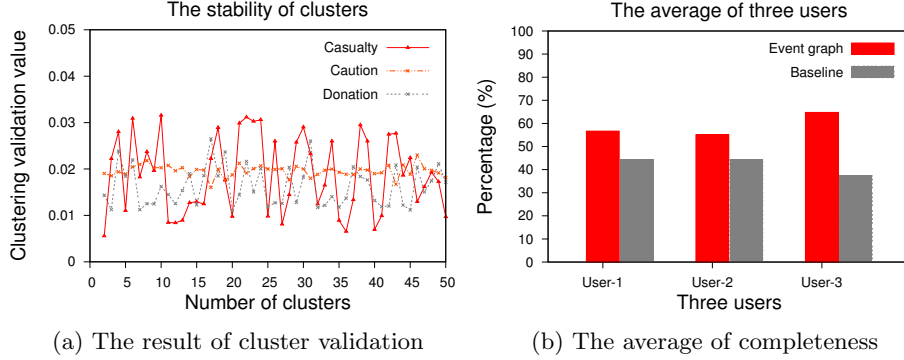 The stability of clusters
0.05
0.04
0.03
0.02
0.01
0
Clustering validation value
Casualty
Caution
Donation
0 5 10 15 20 25 30 35 40 45 50
Number of clusters
(a) The result of cluster validation
The average of three users
100
90
80
70
60
50
40
30
20
10
0
Percentage (%)
Event graph
Baseline
User-1 User-2 User-3
Three users
(b) The average of completeness